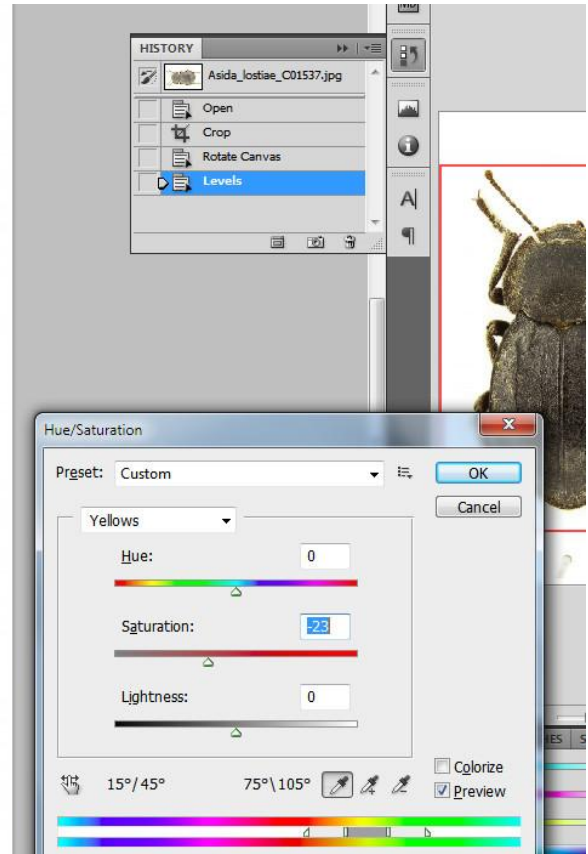 MB
HISTORY
Asida_lostiae_C01537.jpg
Open
Crop
Rotate Canvas
Levels
A
Hue/Saturation
Preset: Custom OK
Cancel
Yellows
Hue: 0
Saturation: -23
Lightness: 0
15°/45° 75°\105° Colorize
Preview